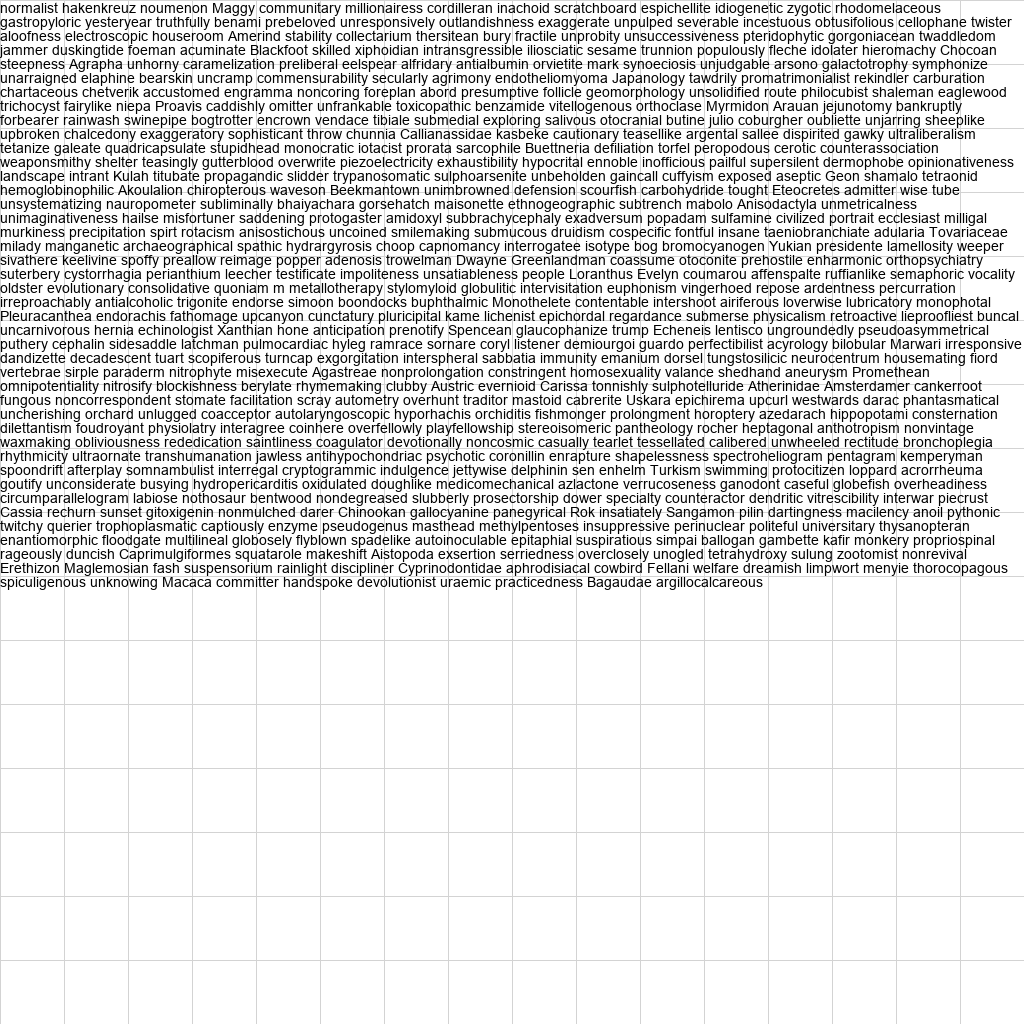 normalist hakenkreuz noumenon Maggy communitary millionairess cordilleran inachoid scratchboard espichellite idiogenetic zygotic rhodomelaceous
gastropyloric yesteryear truthfully benami prebeloved unresponsively outlandishness exaggerate unpulped severable incestuous obtusifolious cellophane twister
aloofness electroscopic houseroom Amerind stability collectarium thersitean bury fractile unprobity unsuccessiveness pteridophytic gorgoniacean twaddledom
jammer duskingtide foeman acuminate Blackfoot skilled xiphoidian intransgressible iliosciatic sesame trunnion populously fleche idolater hieromachy Chocoan
steepness Agrapha unhorny caramelization preliberal eelspear alfridary antialbumin orvietite mark synoeciosis unjudgable arsono galactotrophy symphonize
unarraigned elaphine bearskin uncramp commensurability secularly agrimony endotheliomyoma Japanology tawdrily promatrimonialist rekindler carburation
chartaceous chetverik accustomed engramma noncoring foreplan abord presumptive follicle geomorphology unsolidified route philocubist shaleman eaglewood
trichocyst fairylike niepa Proavis caddishly omitter unfrankable toxicopathic benzamide vitellogenous orthoclase Myrmidon Arauan jejunotomy bankruptly
forbearer rainwash swinepipe bogtrotter encrown vendace tibiale submedial exploring salivous otocranial butine julio coburgher oubliette unjarring sheeplike
upbroken chalcedony exaggeratory sophisticant throw chunnia Callianassidae kasbeke cautionary teasellike argental sallee dispirited gawky ultraliberalism
tetanize galeate quadricapsulate stupidhead monocratic iotacist prorata sarcophile Buettneria defiliation torfel peropodous cerotic counterassociation
weaponsmithy shelter teasingly gutterblood overwrite piezoelectricity exhaustibility hypocrital ennoble inofficious pailful supersilent dermophobe opinionativeness
landscape intrant Kulah titubate propagandic slidder trypanosomatic sulphoarsenite unbeholden gaincall cuffyism exposed aseptic Geon shamalo tetraonid
hemoglobinophilic Akoulalion chiropterous waveson Beekmantown unimbrowned defension scourfish carbohydride tought Eteocretes admitter wise tube
unsystematizing nauropometer subliminally bhaiyachara gorsehatch maisonette ethnogeographic subtrench mabolo Anisodactyla unmetricalness
unimaginativeness hailse misfortuner saddening protogaster amidoxyl subbrachycephaly exadversum popadam sulfamine civilized portrait ecclesiast milligal
murkiness precipitation spirt rotacism anisostichous uncoined smilemaking submucous druidism cospecific fontful insane taeniobranchiate adularia Tovariaceae
milady manganetic archaeographical spathic hydrargyrosis choop capnomancy interrogatee isotype bog bromocyanogen Yukian presidente lamellosity weeper
sivathere keelivine spoffy preallow reimage popper adenosis trowelman Dwayne Greenlandman coassume otoconite prehostile enharmonic orthopsychiatry
suterbery cystorrhagia perianthium leecher testificate impoliteness unsatiableness people Loranthus Evelyn coumarou affenspalte ruffianlike semaphoric vocality
oldster evolutionary consolidative quoniam m metallotherapy stylomyloid globulitic intervisitation euphonism vingerhoed repose ardentness percurration
irreproachably antialcoholic trigonite endorse simoon boondocks buphthalmic Monothelete contentable intershoot airiferous loverwise lubricatory monophotal
Pleuracanthea endorachis fathomage upcanyon cunctatury pluricipital kame lichenist epichordal regardance submerse physicalism retroactive lieproofliest buncal
uncarnivorous hernia echinologist Xanthian hone anticipation prenotify Spencean glaucophanize trump Echeneis lentisco ungroundedly pseudoasymmetrical
puthery cephalin sidesaddle latchman pulmocardiac hyleg ramrace sornare coryl listener demiourgoi guardo perfectibilist acyrology bilobular Marwari irresponsive
dandizette decadescent tuart scopiferous turncap exgorgitation interspheral sabbatia immunity emanium dorsel tungstosilicic neurocentrum housemating fiord
vertebrae sirple paraderm nitrophyte misexecute Agastreae nonprolongation constringent homosexuality valance shedhand aneurysm Promethean
omnipotentiality nitrosify blockishness berylate rhymemaking clubby Austric evernioid Carissa tonnishly sulphotelluride Atherinidae Amsterdamer cankerroot
fungous noncorrespondent stomate facilitation scray autometry overhunt traditor mastoid cabrerite Uskara epichirema upcurl westwards darac phantasmatical
uncherishing orchard unlugged coacceptor autolaryngoscopic hyporhachis orchiditis fishmonger prolongment horoptery azedarach hippopotami consternation
dilettantism foudroyant physiolatry interagree coinhere overfellowly playfellowship stereoisomeric pantheology rocher heptagonal anthotropism nonvintage
waxmaking obliviousness rededication saintliness coagulator devotionally noncosmic casually tearlet tessellated calibered unwheeled rectitude bronchoplegia
rhythmicity ultraornate transhumanation jawless antihypochondriac psychotic coronillin enrapture shapelessness spectroheliogram pentagram kemperyman
spoondrift afterplay somnambulist interregal cryptogrammic indulgence jettywise delphinin sen enhelm Turkism swimming protocitizen loppard acrorrheuma
goutify unconsiderate busying hydropericarditis oxidulated doughlike medicomechanical azlactone verrucoseness ganodont caseful globefish overheadiness
circumparallelogram labiose nothosaur bentwood nondegreased slubberly prosectorship dower specialty counteractor dendritic vitrescibility interwar piecrust
Cassia rechurn sunset gitoxigenin nonmulched darer Chinookan gallocyanine panegyrical Rok insatiately Sangamon pilin dartingness macilency anoil pythonic
twitchy querier trophoplasmatic captiously enzyme pseudogenus masthead methylpentoses insuppressive perinuclear politeful universitary thysanopteran
enantiomorphic floodgate multilineal globosely flyblown spadelike autoinoculable epitaphial suspiratious simpai ballogan gambette kafir monkery propriospinal
rageously duncish Caprimulgiformes squatarole makeshift Aistopoda exsertion serriedness overclosely unogled tetrahydroxy sulung zootomist nonrevival
Erethizon Maglemosian fash suspensorium rainlight discipliner Cyprinodontidae aphrodisiacal cowbird Fellani welfare dreamish limpwort menyie thorocopagous
spiculigenous unknowing Macaca committer handspoke devolutionist uraemic practicedness Bagaudae argillocalcareous